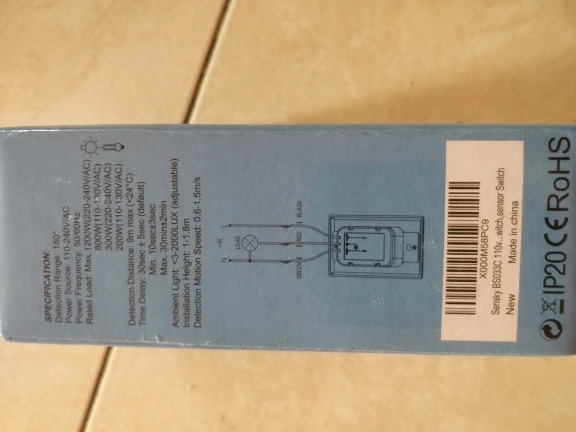 SPECIFICATION:
Detection Range : 180°
Power Source: 110-240V/AC
Power Frequency: 50/60Hz
Rated Load: Max. 1200W(220-240V/AC)
800W(110-130V/AC)
300W(220-240V/AC)
200W(110-130V/AC)
Detection Distance: 9m max (<24°C)
Time Delay: 30sec ± 5sec (default)
Min. 10sec±3sec
Max. 30min±2min
Ambient Light: <3-2000LUX (adjustable)
Installation Height: 1-1.8m
Detection Motion Speed: 0.6-1.5m/s
N
LOAD
GREEN
RED
BLACK
X000M58PC9
Sensky BS033C 110v...witch,sensor Switch
New
Made in china
IP20 CE RoHS